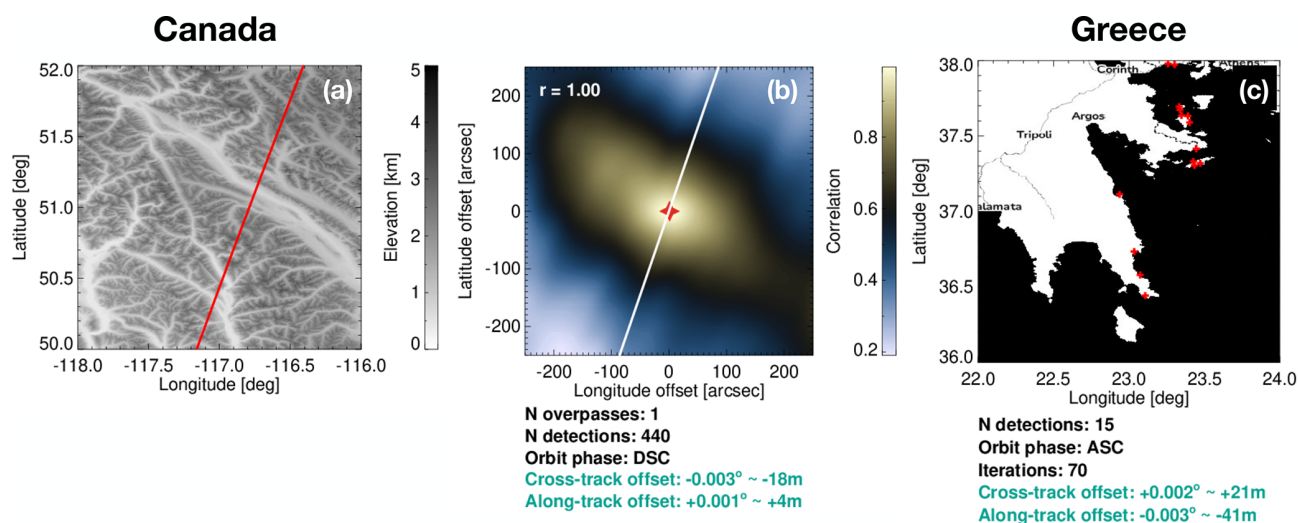 Canada
Greece
(a)
52.0
51.5
51.0
50.5
50.0
Latitude [deg]
-118.0 -117.5 -117.0 -116.5 -116.0
Longitude [deg]
5
4
3
2
1
0
Elevation [km]
r = 1.00
(b)
200
100
0
-100
-200
Latitude offset [arcsec]
-200 -100 0 100 200
Longitude offset [arcsec]
0.8
0.6
0.4
0.2
Correlation
N overpasses: 1
N detections: 440
Orbit phase: DSC
Cross-track offset: -0.003° ~ -18m
Along-track offset: +0.001° ~ +4m
(c)
38.0
37.5
37.0
36.5
36.0
Latitude [deg]
Corinth
Athens
Argos
Tripoli
alamata
22.0 22.5 23.0 23.5 24.0
Longitude [deg]
N detections: 15
Orbit phase: ASC
Iterations: 70
Cross-track offset: +0.002° ~ +21m
Along-track offset: -0.003° ~ -41m